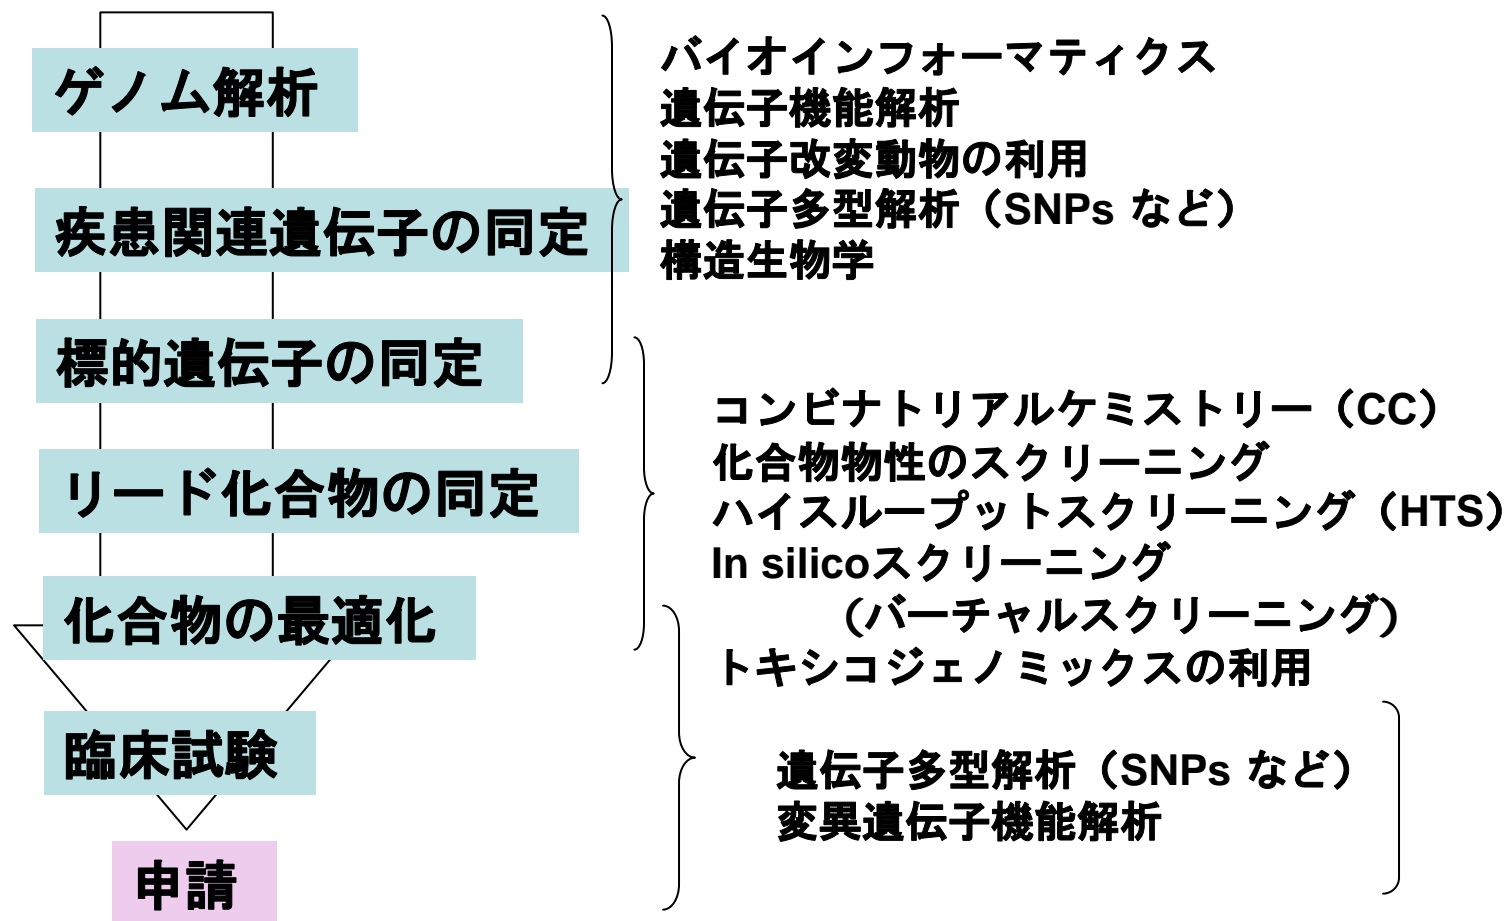 ゲノム解析
疾患関連遺伝子の同定
標的遺伝子の同定
リード化合物の同定
化合物の最適化
臨床試験
申請
バイオインフォーマティクス
遺伝子機能解析
遺伝子改変動物の利用
遺伝子多型解析（SNPs など）
構造生物学
コンビナトリアルケミストリー（CC）
化合物物性のスクリーニング
ハイスループットスクリーニング（HTS）
In silicoスクリーニング
（バーチャルスクリーニング）
トキシコジェノミックスの利用
遺伝子多型解析（SNPs など）
変異遺伝子機能解析